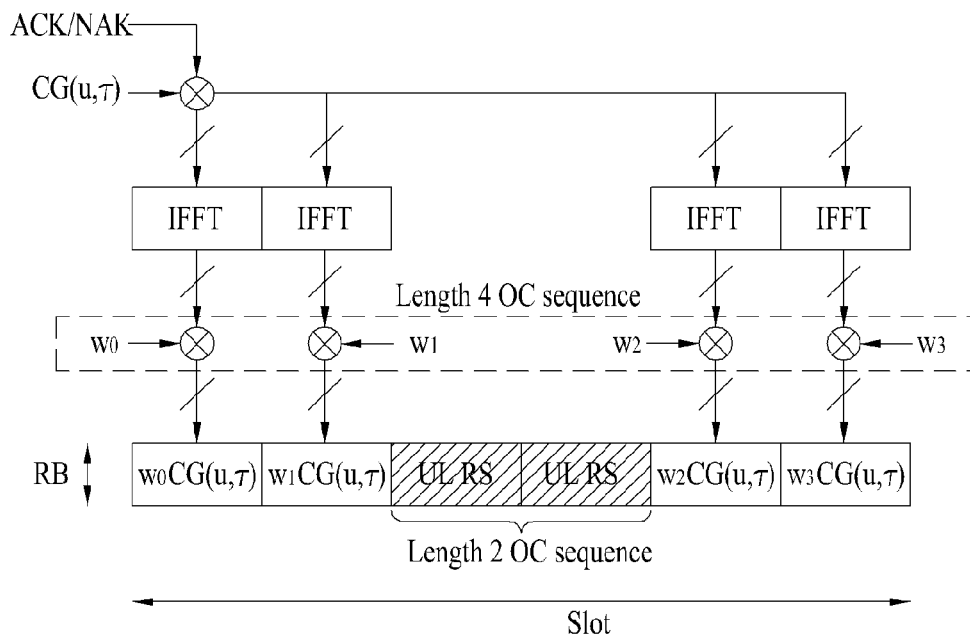 ACK/NAK
CG(u,τ)
IFFT IFFT IFFT IFFT
Length 4 OC sequence
w0 w1 w2 w3
RB w0CG(u,τ) w1CG(u,τ) UL RS UL RS w2CG(u,τ) w3CG(u,τ)
Length 2 OC sequence
Slot